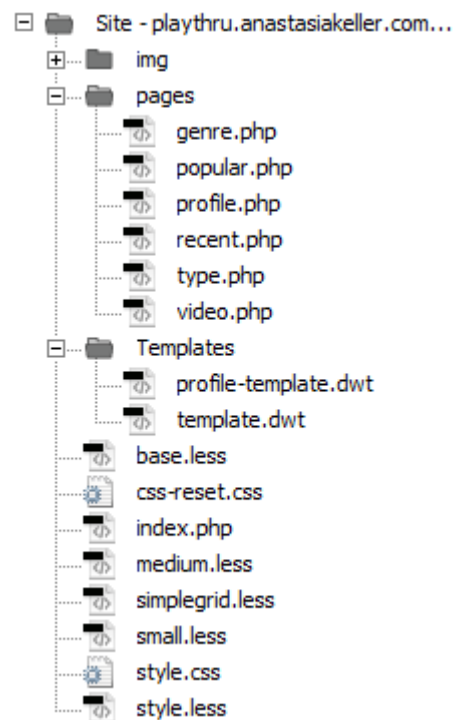 Site - playthru.anastasiakeller.com...
img
pages
genre.php
popular.php
profile.php
recent.php
type.php
video.php
Templates
profile-template.dwt
template.dwt
base.less
css-reset.css
index.php
medium.less
simplegrid.less
small.less
style.css
style.less